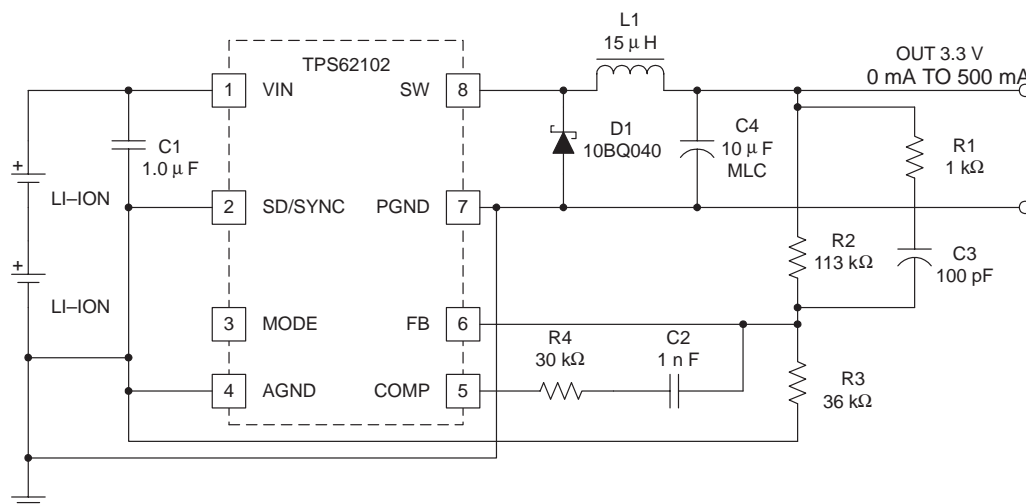 L1
15 μ H
OUT 3.3 V
0 mA TO 500 mA
TPS62102
1 VIN SW 8
C1
1.0 μ F
D1
10BQ040
C4
10 μ F
MLC
R1
1 kΩ
+
LI–ION
2 SD/SYNC PGND 7
R2
113 kΩ
C3
100 pF
+
LI–ION
3 MODE FB 6
R4
30 kΩ
C2
1 n F
4 AGND COMP 5
R3
36 kΩ